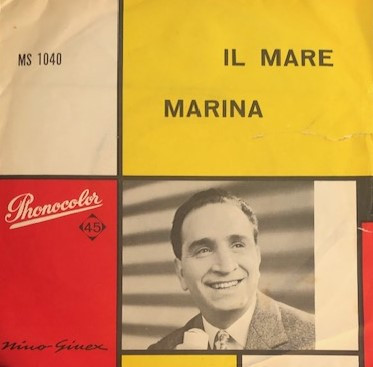 MS 1040
IL MARE
MARINA
Phonocolor
45
Nino Ginex